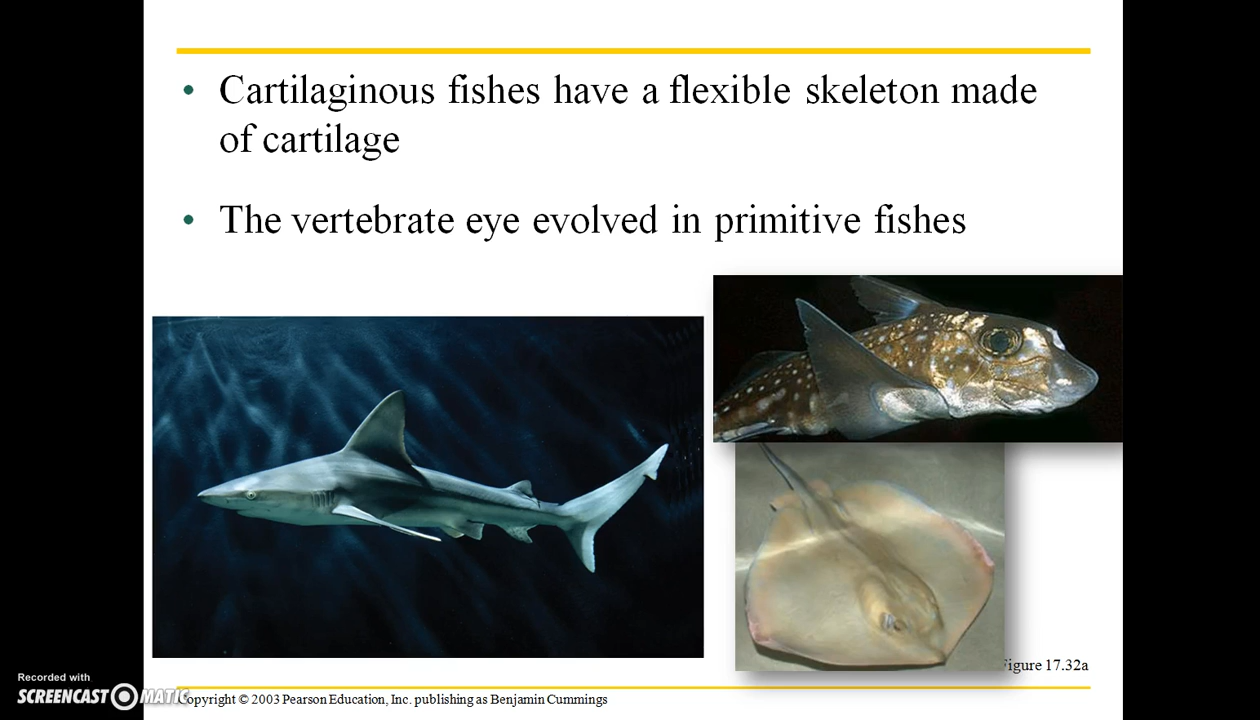 • Cartilaginous fishes have a flexible skeleton made
of cartilage
• The vertebrate eye evolved in primitive fishes
Figure 17.32a
Recorded with
SCREENCAST MATIC
Copyright © 2003 Pearson Education, Inc. publishing as Benjamin Cummings